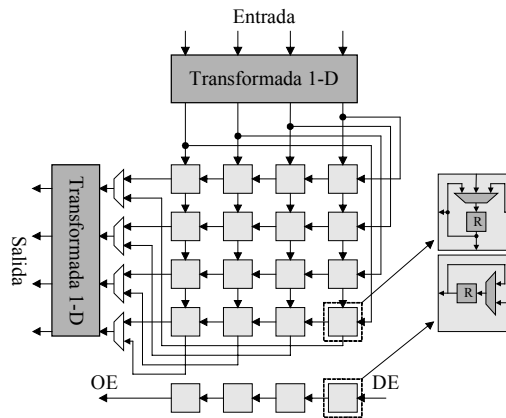 Entrada
Transformada 1-D
Transformada 1-D
Salida
R
R
OE
DE